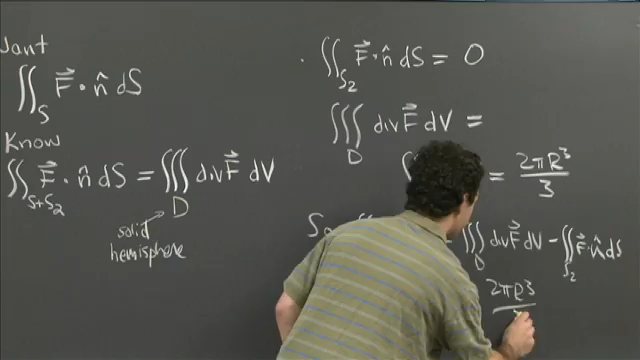 Want
∬_S F⃗ · n̂ dS
Know
∬_{S+S₂} F⃗ · n̂ dS = ∭_D div F⃗ dV
solid
hemisphere
∬_{S₂} F⃗ · n̂ dS = 0
∭_D div F⃗ dV =
= 2πR³/3
So ∭_D div F⃗ dV − ∬_{S₂} F⃗ · n̂ dS
2πR³